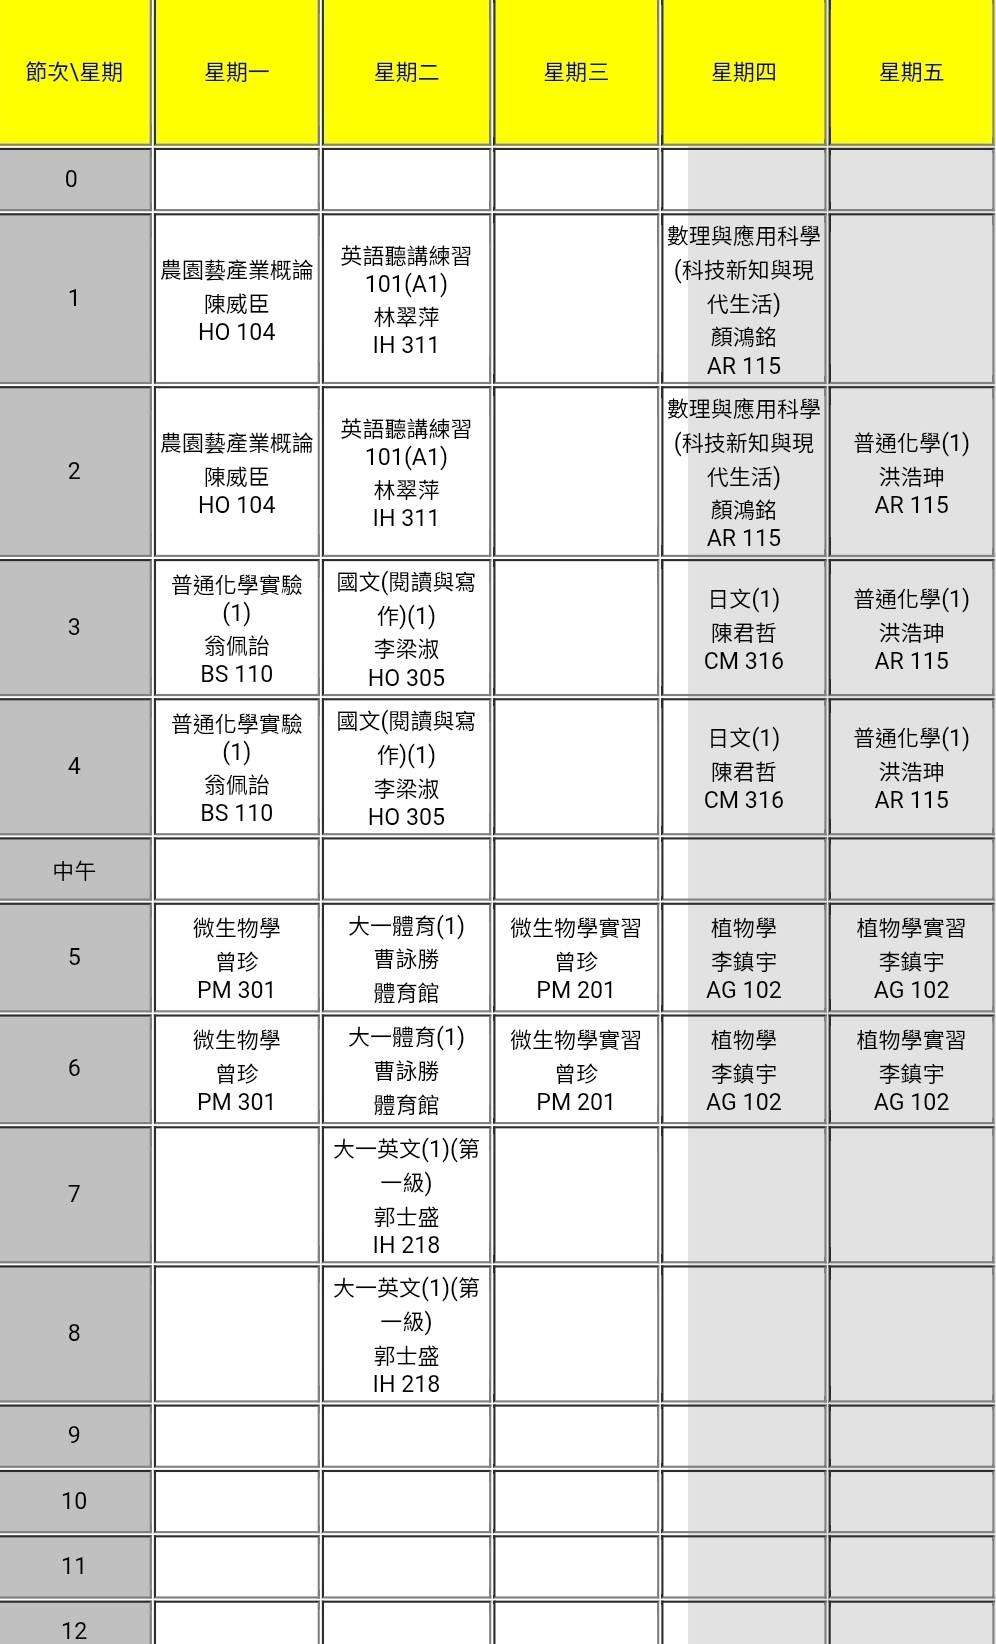 節次\星期
星期一
星期二
星期三
星期四
星期五
0
1
農園藝產業概論
陳威臣
HO 104
英語聽講練習
101(A1)
林翠萍
IH 311
數理與應用科學
(科技新知與現
代生活)
顏鴻銘
AR 115
2
農園藝產業概論
陳威臣
HO 104
英語聽講練習
101(A1)
林翠萍
IH 311
數理與應用科學
(科技新知與現
代生活)
顏鴻銘
AR 115
普通化學(1)
洪浩珅
AR 115
3
普通化學實驗
(1)
翁佩詒
BS 110
國文(閱讀與寫
作)(1)
李梁淑
HO 305
日文(1)
陳君哲
CM 316
普通化學(1)
洪浩珅
AR 115
4
普通化學實驗
(1)
翁佩詒
BS 110
國文(閱讀與寫
作)(1)
李梁淑
HO 305
日文(1)
陳君哲
CM 316
普通化學(1)
洪浩珅
AR 115
中午
5
微生物學
曾珍
PM 301
大一體育(1)
曹詠勝
體育館
微生物學實習
曾珍
PM 201
植物學
李鎮宇
AG 102
植物學實習
李鎮宇
AG 102
6
微生物學
曾珍
PM 301
大一體育(1)
曹詠勝
體育館
微生物學實習
曾珍
PM 201
植物學
李鎮宇
AG 102
植物學實習
李鎮宇
AG 102
7
大一英文(1)(第
一級)
郭士盛
IH 218
8
大一英文(1)(第
一級)
郭士盛
IH 218
9
10
11
12